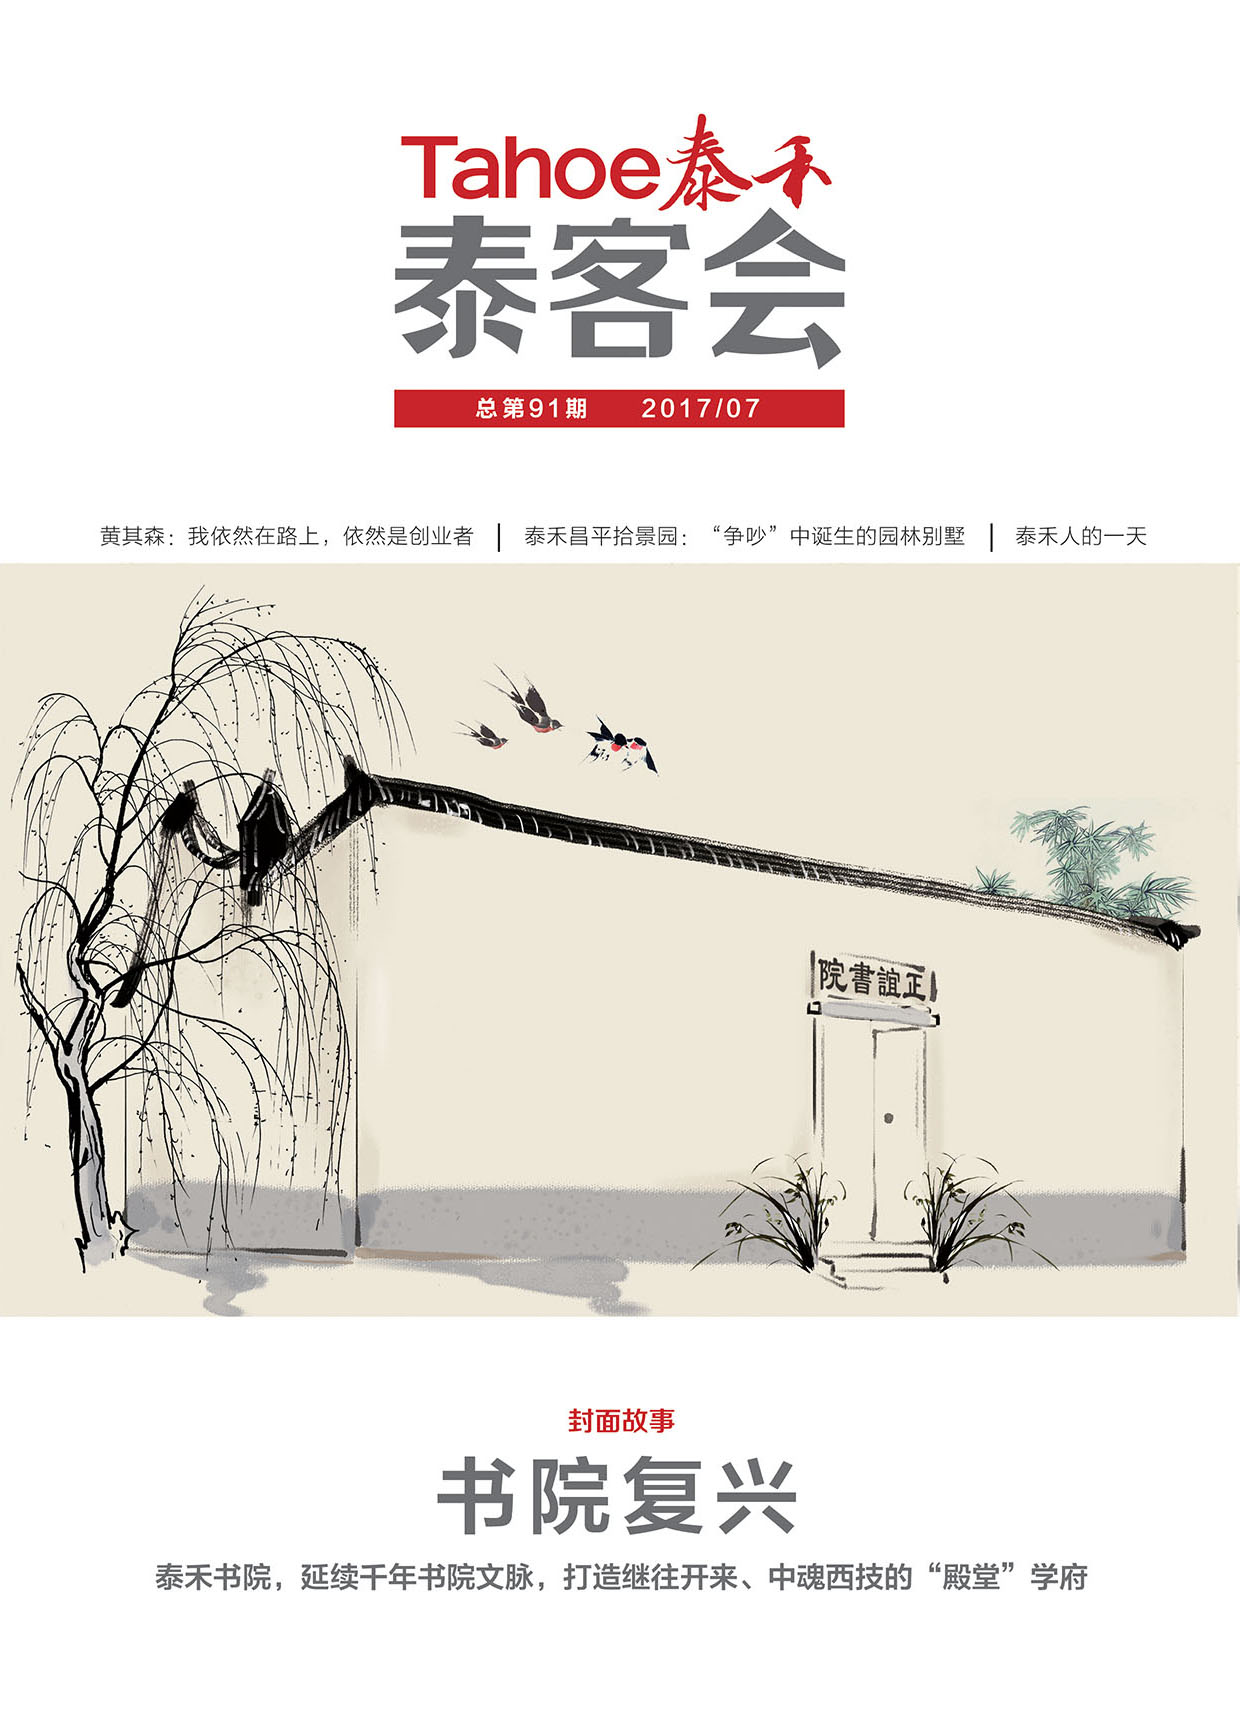 Tahoe泰禾
泰客会
总第91期 2017/07
黄其森：我依然在路上，依然是创业者 | 泰禾昌平拾景园：“争吵”中诞生的园林别墅 | 泰禾人的一天
院書誼正
封面故事
书院复兴
泰禾书院，延续千年书院文脉，打造继往开来、中魂西技的“殿堂”学府